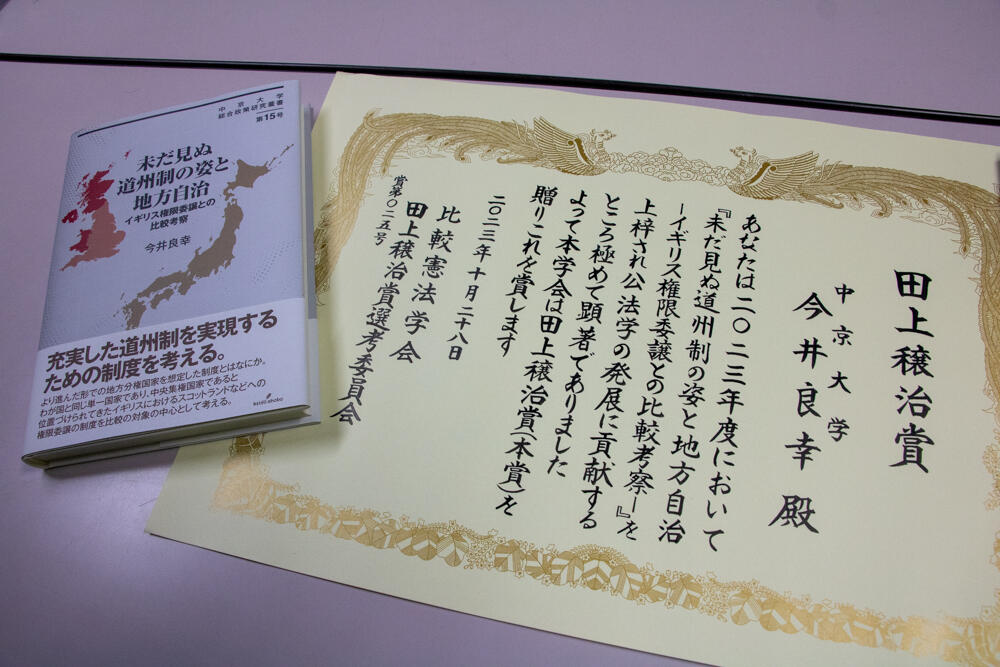 中京大学
総合政策研究叢書
第15号
未だ見ぬ
道州制の姿と
地方自治
イギリス権限委譲との
比較考察
今井良幸
充実した道州制を実現する
ための制度を考える。
より進んだ形での地方分権国家を想定した制度とはなにか。
わが国と同じ単一国家であり、中央集権国家であると
位置づけられてきたイギリスにおけるスコットランドなどへの
権限委譲の制度を比較の対象の中心として考える。
田上穣治賞
中京大学
今井良幸殿
あなたは二〇二三年度において
『未だ見ぬ道州制の姿と地方自治
−イギリス権限委譲との比較考察−』を
上梓され公法学の発展に貢献する
ところ極めて顕著でありました
よって本学会は田上穣治賞(本賞)を
贈りこれを賞します
二〇二三年十月二十八日
比較憲法学会
田上穣治賞選考委員会
賞第〇二五号